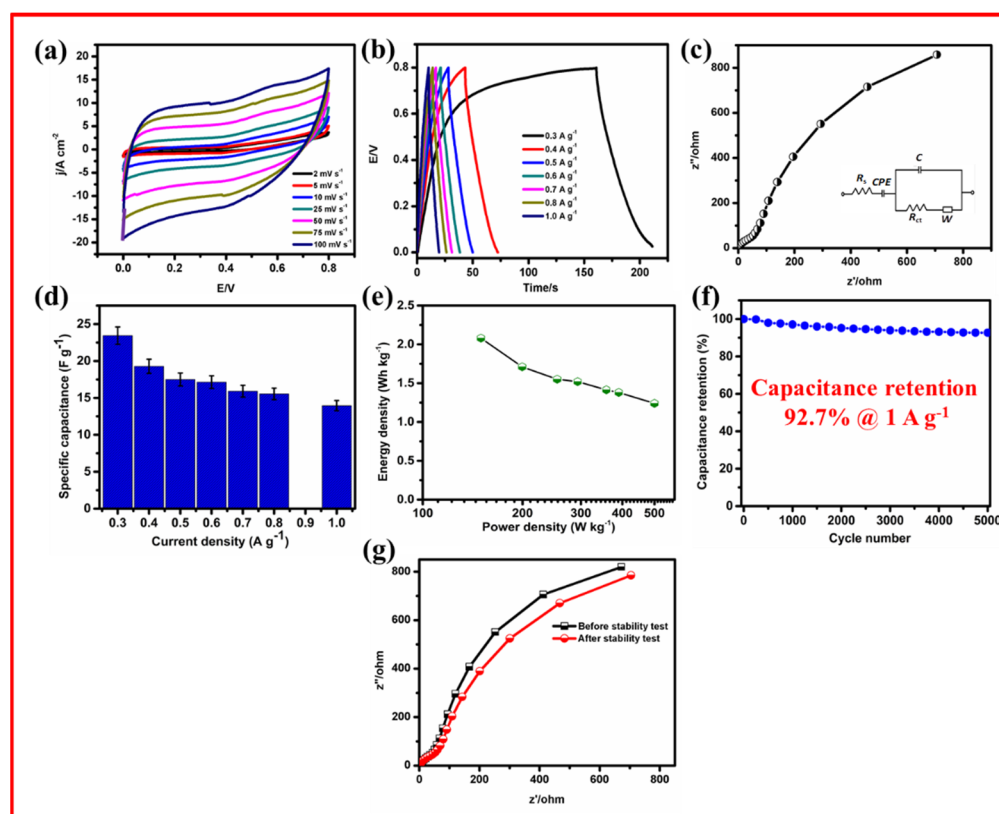 (a)
j/A cm-2
20
15
10
5
0
-5
-10
-15
-20
2 mV s-1
5 mV s-1
10 mV s-1
25 mV s-1
50 mV s-1
75 mV s-1
100 mV s-1
0.0 0.2 0.4 0.6 0.8
E/V
(b)
E/V
0.8
0.6
0.4
0.2
0.0
0.3 A g-1
0.4 A g-1
0.5 A g-1
0.6 A g-1
0.7 A g-1
0.8 A g-1
1.0 A g-1
0 50 100 150 200
Time/s
(c)
z''/ohm
800
600
400
200
0
Rs CPE C
Rct W
0 200 400 600 800
z'/ohm
(d)
Specific capacitance (F g-1)
25
20
15
10
5
0
0.3 0.4 0.5 0.6 0.7 0.8 0.9 1.0
Current density (A g-1)
(e)
Energy density (Wh kg-1)
2.5
2.0
1.5
1.0
0.5
0.0
100 200 300 400 500
Power density (W kg-1)
(f)
Capacitance retention (%)
100
80
60
40
20
0
Capacitance retention
92.7% @ 1 A g-1
0 1000 2000 3000 4000 5000
Cycle number
(g)
z''/ohm
800
600
400
200
0
Before stability test
After stability test
0 200 400 600 800
z'/ohm